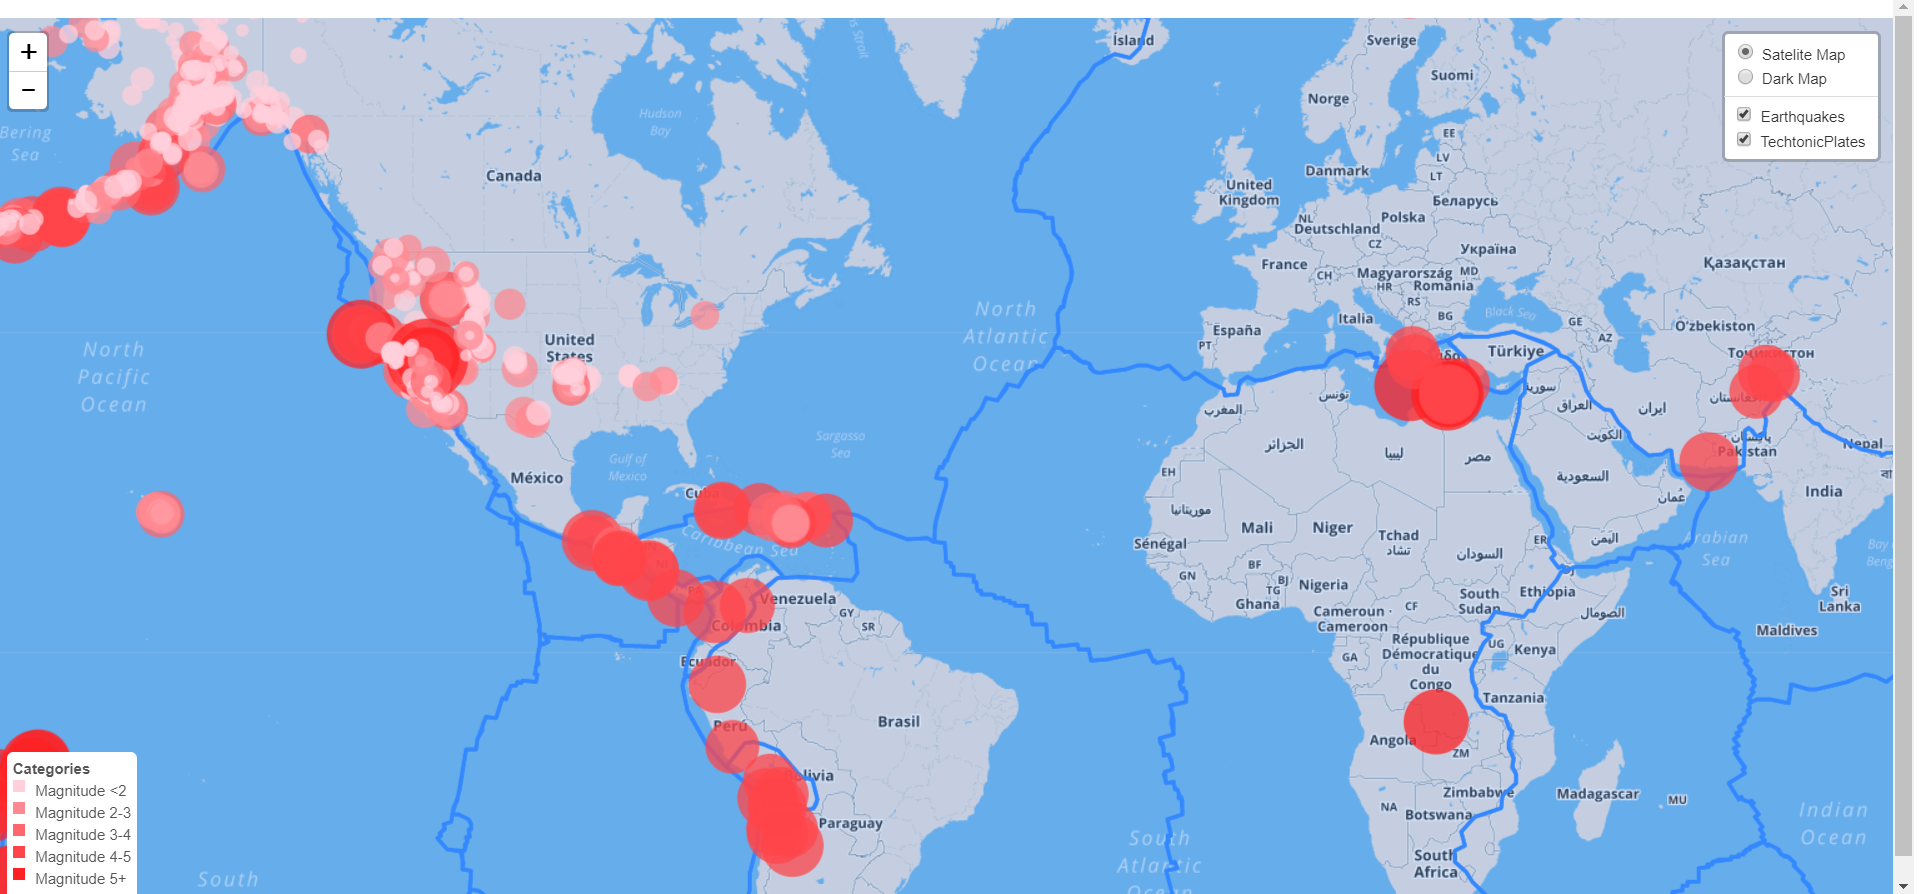 +
−
Satelite Map
Dark Map
Earthquakes
TechtonicPlates
Bering
Sea
Hudson
Bay
Canada
Ísland
Sverige
Suomi
Norge
EE
LV
LT
Danmark
United
Kingdom
Беларусь
NL
Polska
Deutschland
CZ
Україна
France
CH
Magyarország
MD
HR
Romania
RS
Қазақстан
Italia
BG
Black Sea
GE
AZ
O'zbekiston
España
PT
Türkiye
Тоҷикистон
North
Atlantic
Ocean
North
Pacific
Ocean
United
States
تونس
سوريا
العراق
ایران
المغرب
الجزائر
ليبيا
مصر
الكويت
Pakistan
Nepal
السعودية
عُمان
India
Sargasso
Sea
Gulf of
Mexico
México
Cuba
Caribbean Sea
EH
موريتانيا
Mali
Niger
Tchad
تشاد
السودان
ER
اليمن
Arabian
Sea
Sénégal
GN
BF
BJ
TG
Nigeria
Ghana
DJ
Ethiopia
South
Sudan
الصومال
Sri
Lanka
Maldives
Cameroun ·
Cameroon
CF
République
Démocratique
du
Congo
GA
UG
Kenya
Tanzania
Venezuela
GY
SR
Colombia
Ecuador
Perú
Brasil
Bolivia
Paraguay
Angola
ZM
Zimbabwe
Madagascar
MU
NA
Botswana
South
Africa
Indian
Ocean
South
Atlantic
Ocean
South
Categories
Magnitude <2
Magnitude 2-3
Magnitude 3-4
Magnitude 4-5
Magnitude 5+